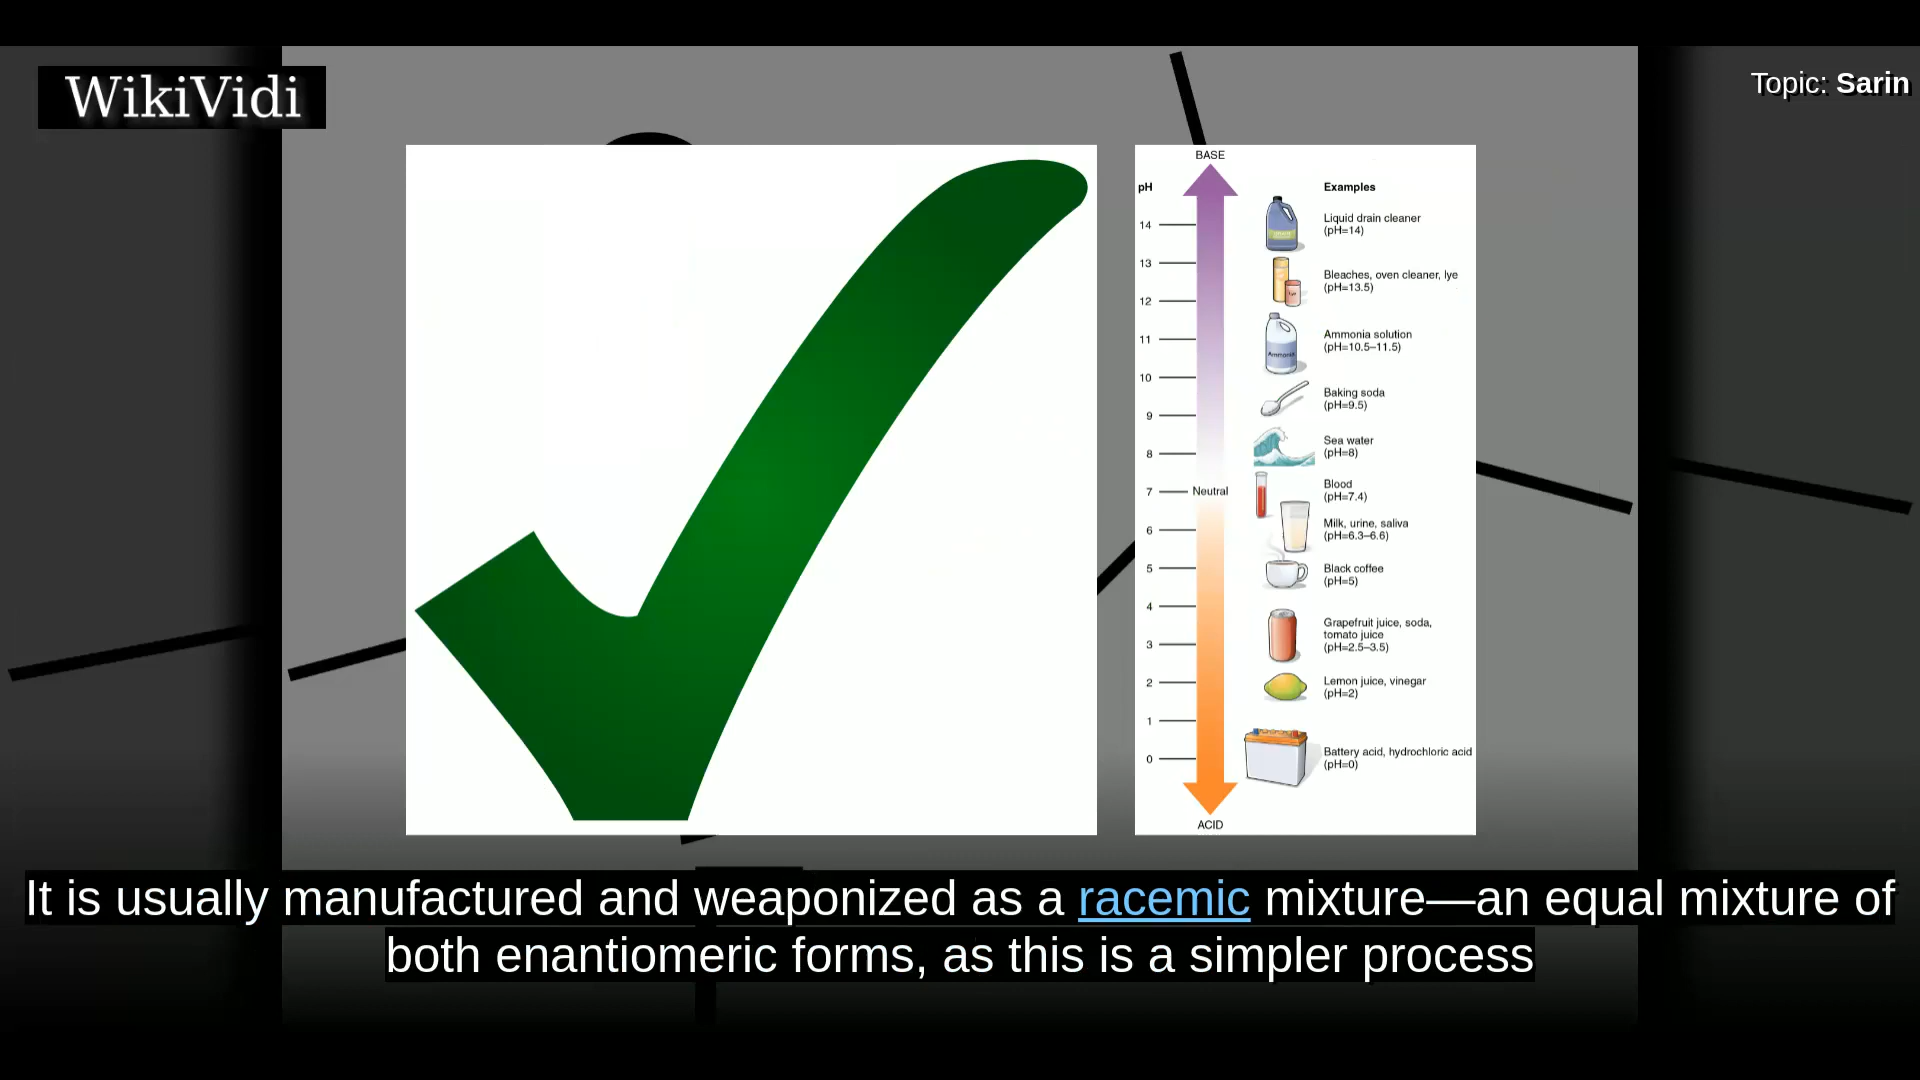 WikiVidi
Topic: Sarin
BASE
pH
Examples
14
Liquid drain cleaner
(pH=14)
13
Bleaches, oven cleaner, lye
(pH=13.5)
12
11
Ammonia
Ammonia solution
(pH=10.5–11.5)
10
Baking soda
(pH=9.5)
9
8
Sea water
(pH=8)
7
Neutral
Blood
(pH=7.4)
6
Milk, urine, saliva
(pH=6.3–6.6)
5
Black coffee
(pH=5)
4
3
Grapefruit juice, soda,
tomato juice
(pH=2.5–3.5)
2
Lemon juice, vinegar
(pH=2)
1
0
Battery acid, hydrochloric acid
(pH=0)
ACID
It is usually manufactured and weaponized as a racemic mixture—an equal mixture of
both enantiomeric forms, as this is a simpler process